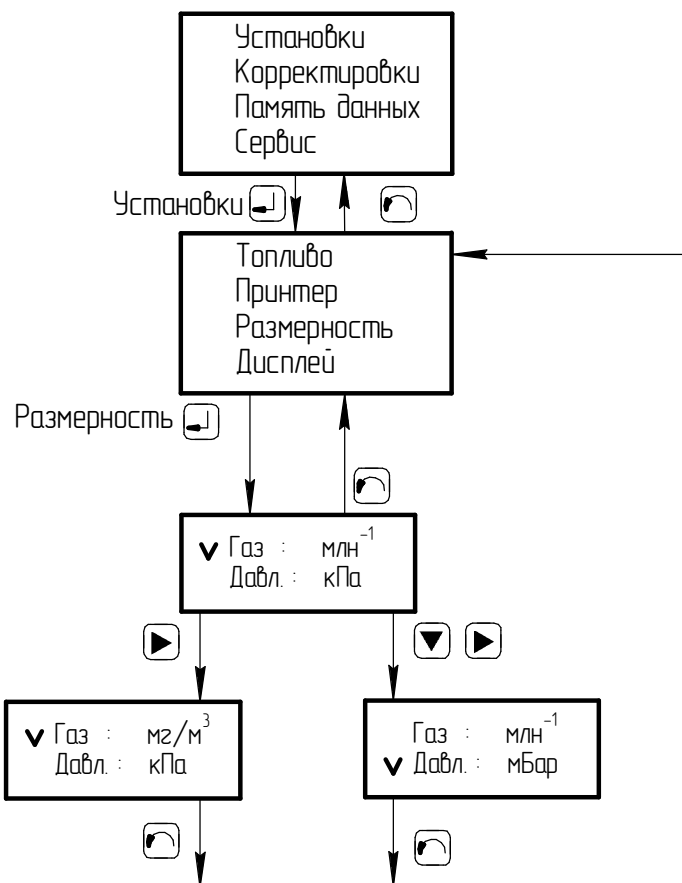 Установки
Корректировки
Память данных
Сервис
Установки
Топливо
Принтер
Размерность
Дисплей
Размерность
Газ : млн⁻¹
Давл. : кПа
Газ : мг/м³
Давл. : кПа
Газ : млн⁻¹
Давл. : мБар